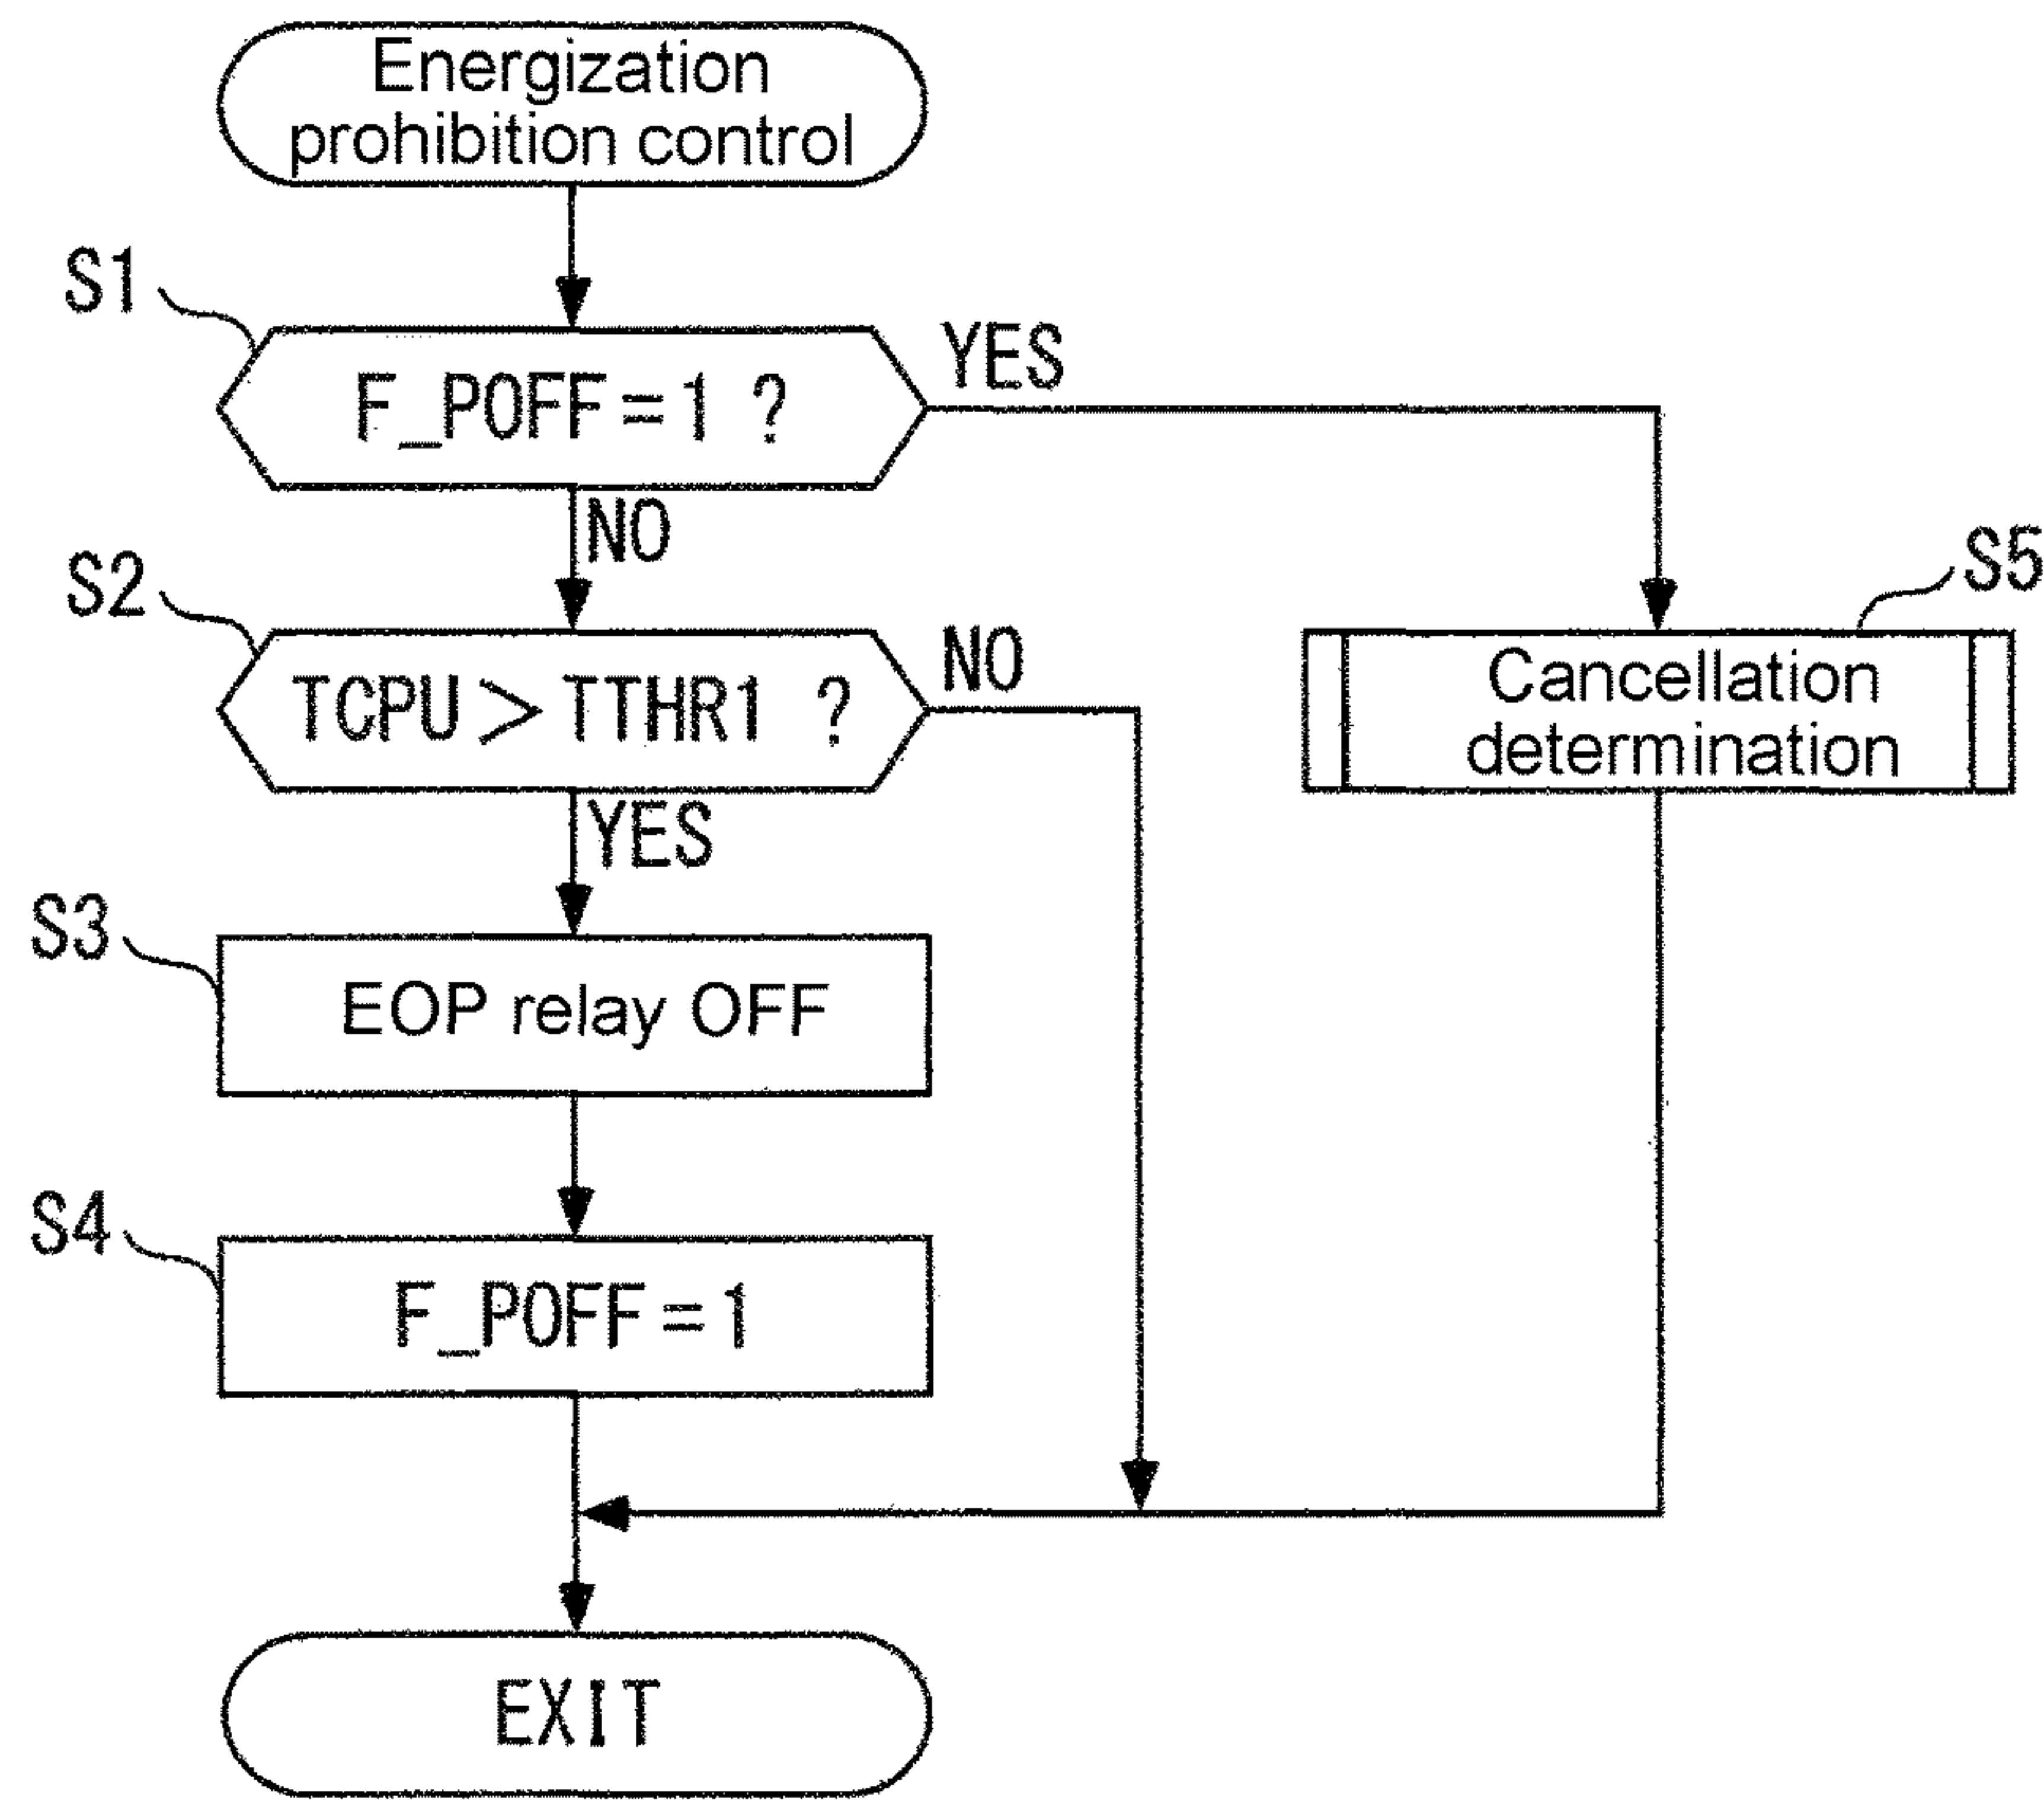 Energization
prohibition control
S1
F_POFF=1 ?
YES
NO
S2
TCPU>TTHR1 ?
NO
YES
S5
Cancellation
determination
S3
EOP relay OFF
S4
F_POFF=1
EXIT